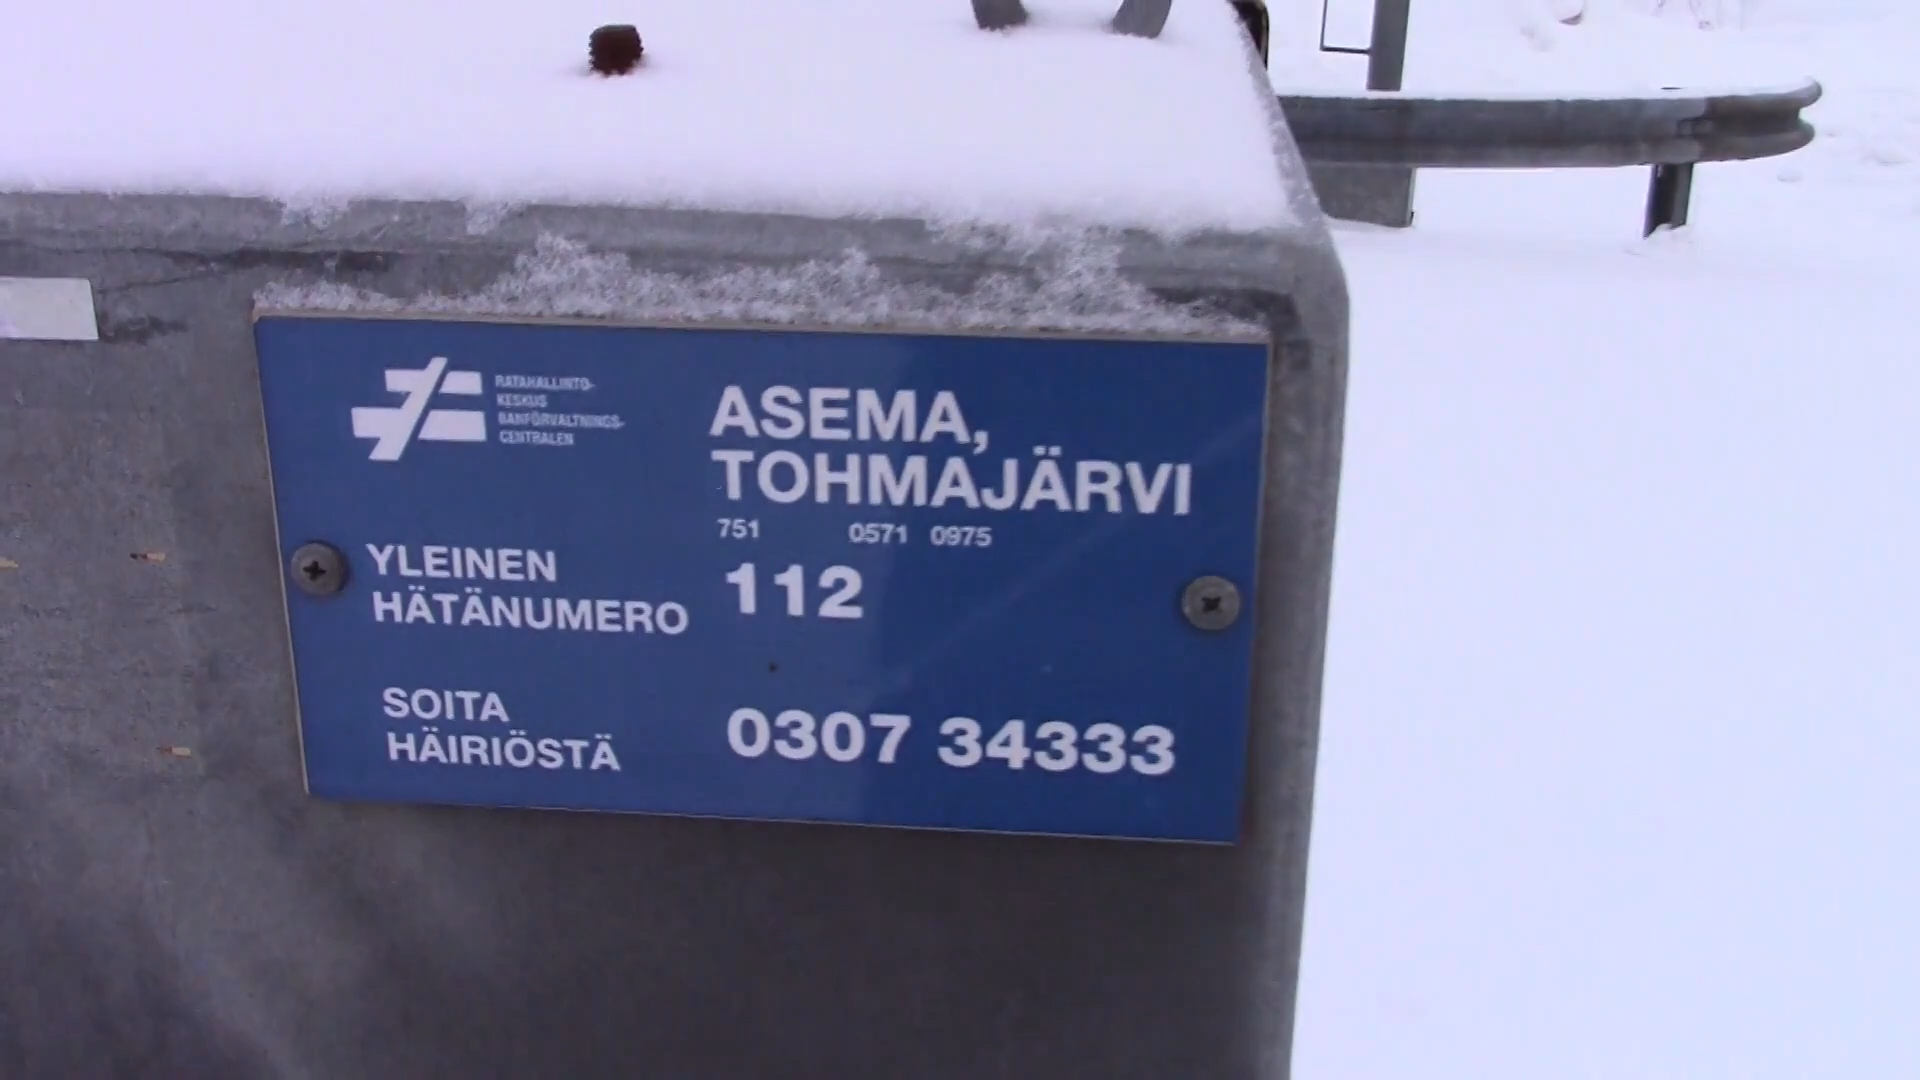 RATAHALLINTO-
KESKUS
BANFÖRVALTNINGS-
CENTRALEN
ASEMA,
TOHMAJÄRVI
751 0571 0975
YLEINEN
HÄTÄNUMERO
112
SOITA
HÄIRIÖSTÄ
0307 34333